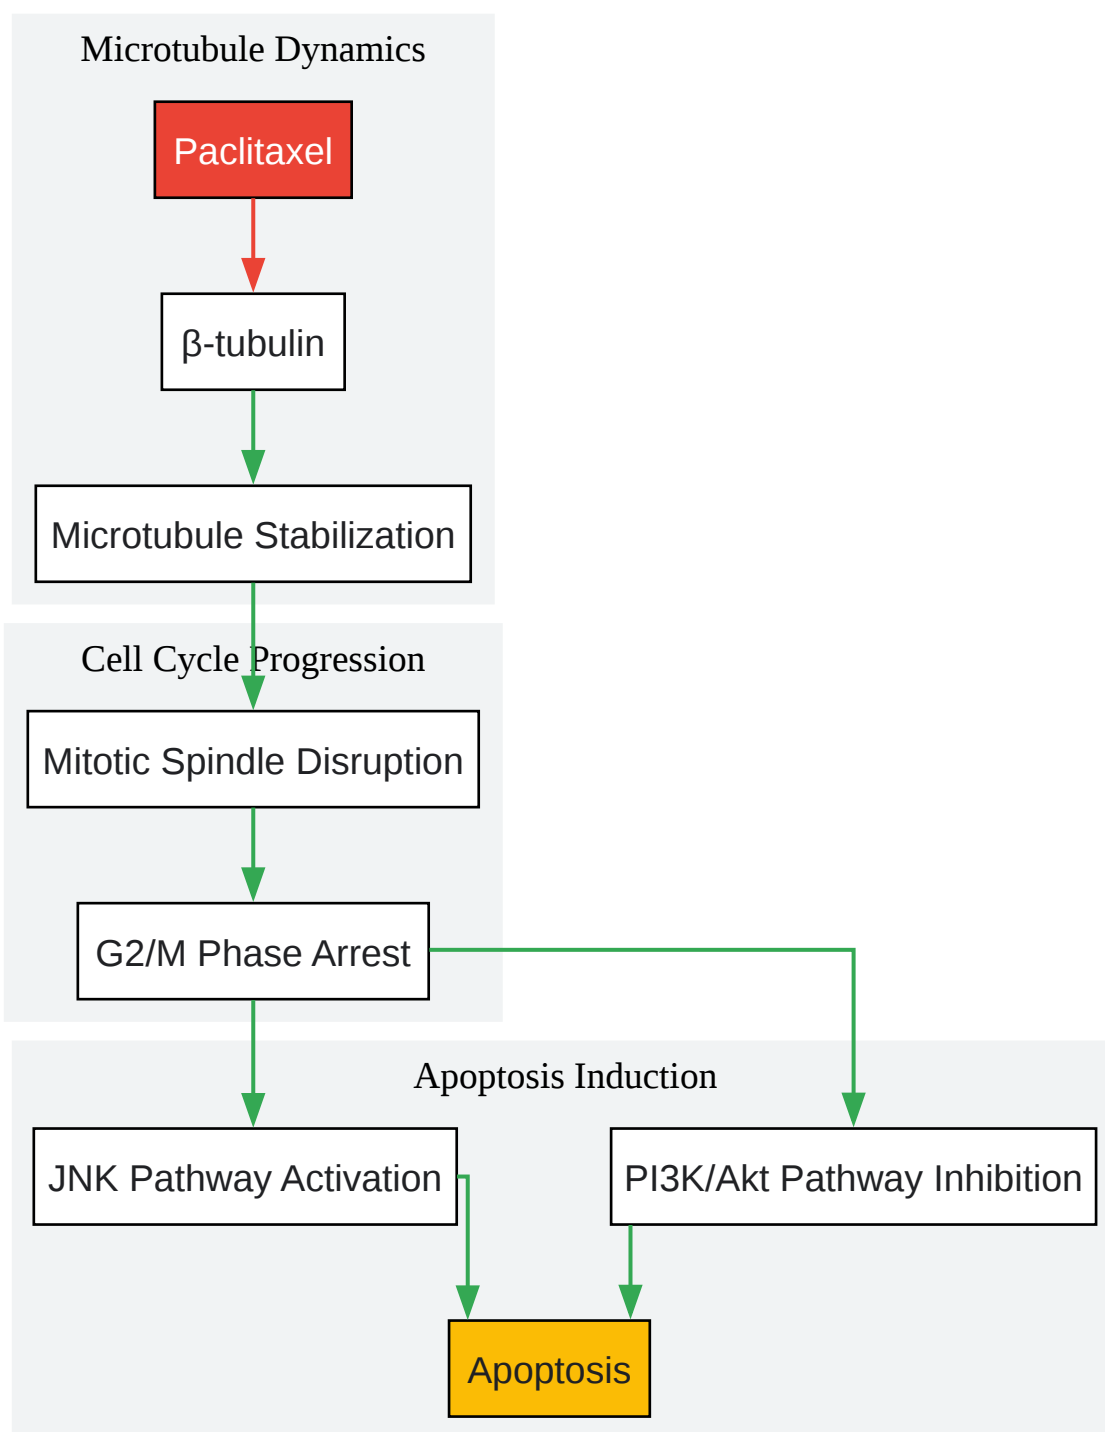 Microtubule Dynamics
Paclitaxel
β-tubulin
Microtubule Stabilization
Cell Cycle Progression
Mitotic Spindle Disruption
G2/M Phase Arrest
Apoptosis Induction
JNK Pathway Activation
PI3K/Akt Pathway Inhibition
Apoptosis